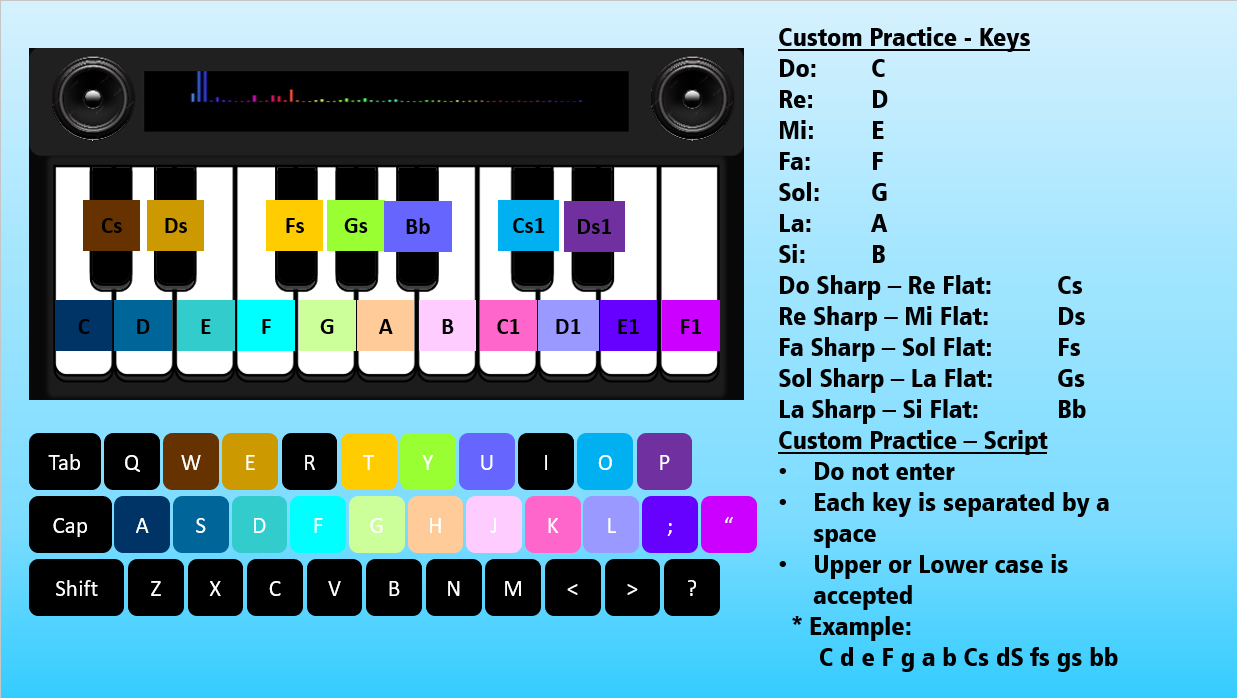 Cs Ds Fs Gs Bb Cs1 Ds1
C D E F G A B C1 D1 E1 F1
Tab Q W E R T Y U I O P
Cap A S D F G H J K L ; “
Shift Z X C V B N M < > ?
Custom Practice - Keys
Do: C
Re: D
Mi: E
Fa: F
Sol: G
La: A
Si: B
Do Sharp – Re Flat: Cs
Re Sharp – Mi Flat: Ds
Fa Sharp – Sol Flat: Fs
Sol Sharp – La Flat: Gs
La Sharp – Si Flat: Bb
Custom Practice – Script
• Do not enter
• Each key is separated by a
space
• Upper or Lower case is
accepted
* Example:
C d e F g a b Cs dS fs gs bb